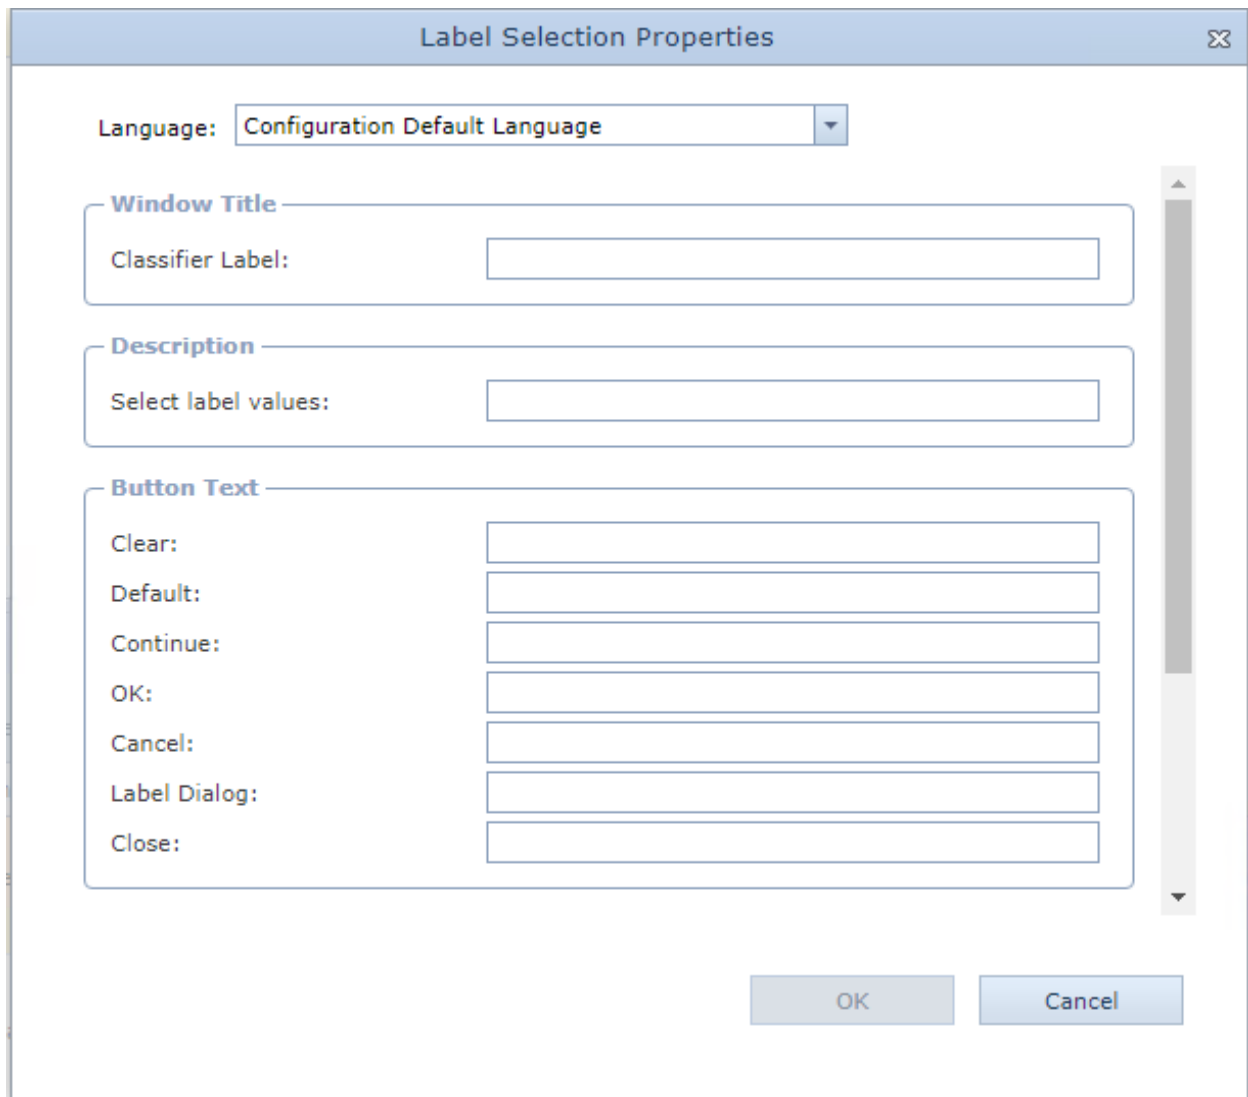 Label Selection Properties
Language: Configuration Default Language
Window Title
Classifier Label:
Description
Select label values:
Button Text
Clear:
Default:
Continue:
OK:
Cancel:
Label Dialog:
Close:
OK Cancel